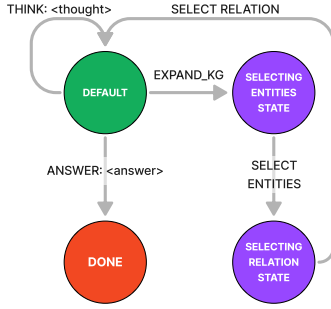 THINK: <thought>
SELECT RELATION
DEFAULT
EXPAND_KG
SELECTING
ENTITIES
STATE
ANSWER: <answer>
SELECT
ENTITIES
DONE
SELECTING
RELATION
STATE